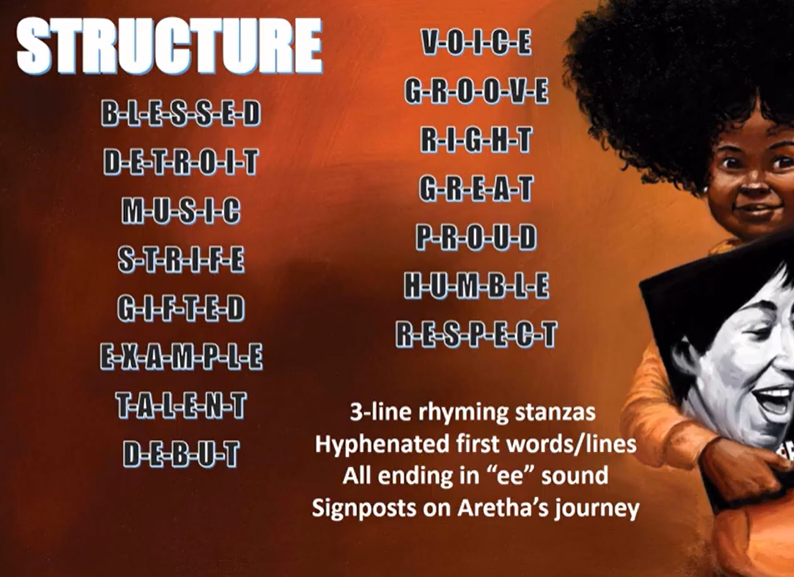 STRUCTURE
B-L-E-S-S-E-D
D-E-T-R-O-I-T
M-U-S-I-C
S-T-R-I-F-E
G-I-F-T-E-D
E-X-A-M-P-L-E
T-A-L-E-N-T
D-E-B-U-T
V-O-I-C-E
G-R-O-O-V-E
R-I-G-H-T
G-R-E-A-T
P-R-O-U-D
H-U-M-B-L-E
R-E-S-P-E-C-T
3-line rhyming stanzas
Hyphenated first words/lines
All ending in “ee” sound
Signposts on Aretha’s journey